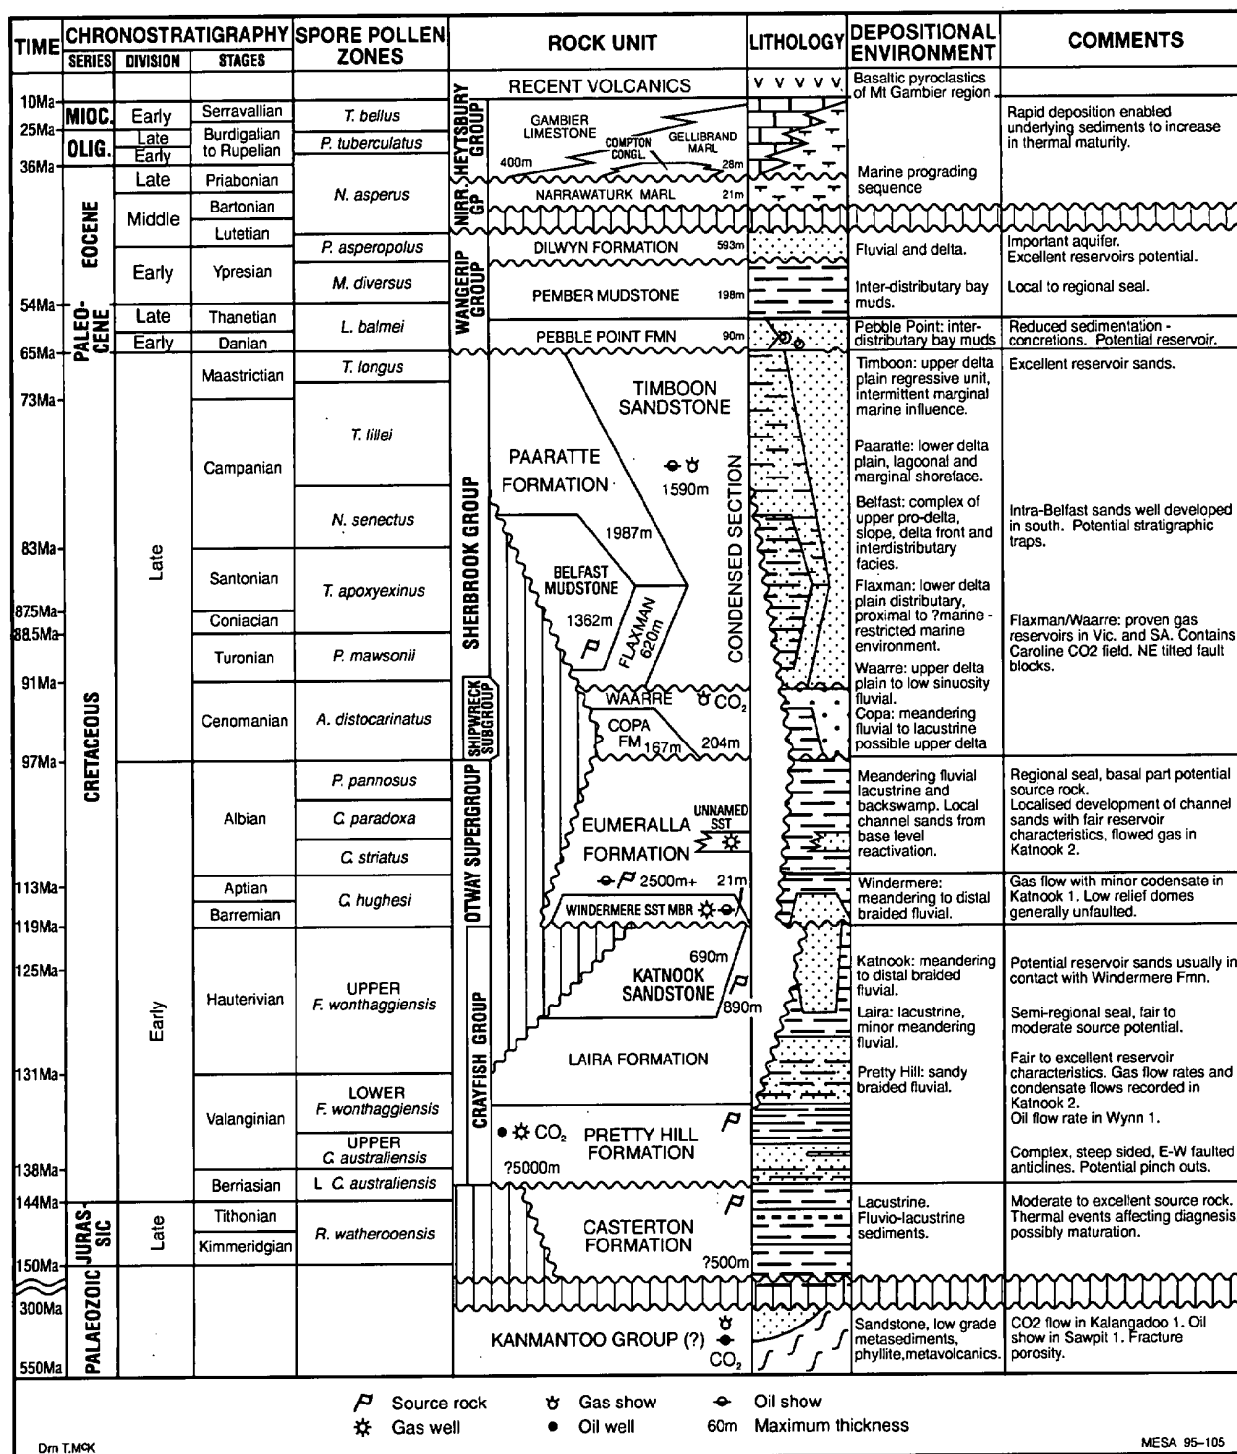 TIME
CHRONOSTRATIGRAPHY
SERIES
DIVISION
STAGES
SPORE POLLEN
ZONES
ROCK UNIT
LITHOLOGY
DEPOSITIONAL
ENVIRONMENT
COMMENTS
10Ma
25Ma
36Ma
54Ma
65Ma
73Ma
83Ma
875Ma
88.5Ma
91Ma
97Ma
113Ma
119Ma
125Ma
131Ma
138Ma
144Ma
150Ma
300Ma
550Ma
MIOC.
OLIG.
EOCENE
PALEO-
CENE
CRETACEOUS
JURAS-
SIC
PALAEOZOIC
Early
Late
Early
Late
Middle
Early
Late
Early
Late
Early
Late
Serravallian
Burdigalian
to Rupelian
Priabonian
Bartonian
Lutetian
Ypresian
Thanetian
Danian
Maastrictian
Campanian
Santonian
Coniacian
Turonian
Cenomanian
Albian
Aptian
Barremian
Hauterivian
Valanginian
Berriasian
Tithonian
Kimmeridgian
T. bellus
P. tuberculatus
N. asperus
P. asperopolus
M. diversus
L. balmei
T. longus
T. lillei
N. senectus
T. apoxyexinus
P. mawsonii
A. distocarinatus
P. pannosus
C. paradoxa
C. striatus
C. hughesi
UPPER
F. wonthaggiensis
LOWER
F. wonthaggiensis
UPPER
C. australiensis
L C. australiensis
R. watherooensis
HEYTSBURY
GROUP
NIRR.
GP
WANGERIP
GROUP
SHERBROOK GROUP
SHIPWRECK
SUBGROUP
OTWAY SUPERGROUP
CRAYFISH GROUP
RECENT VOLCANICS
GAMBIER
LIMESTONE
400m
COMPTON
CONGL.
GELLIBRAND
MARL
28m
NARRAWATURK MARL 21m
DILWYN FORMATION 593m
PEMBER MUDSTONE 198m
PEBBLE POINT FMN 90m
TIMBOON
SANDSTONE
1590m
PAARATTE
FORMATION
1987m
CONDENSED SECTION
BELFAST
MUDSTONE
1362m
FLAXMAN
620m
WAARRE CO2
COPA
FM 167m
204m
EUMERALLA
FORMATION
UNNAMED
SST
2500m+ 21m
WINDERMERE SST MBR
690m
KATNOOK
SANDSTONE
890m
LAIRA FORMATION
CO2
PRETTY HILL
FORMATION
?5000m
CASTERTON
FORMATION
?500m
KANMANTOO GROUP (?)
CO2
V V V V V
Basaltic pyroclastics
of Mt Gambier region
Marine prograding
sequence
Fluvial and delta.
Inter-distributary bay
muds.
Pebble Point: inter-
distributary bay muds
Timboon: upper delta
plain regressive unit,
intermittent marginal
marine influence.
Paaratte: lower delta
plain, lagoonal and
marginal shoreface.
Belfast: complex of
upper pro-delta,
slope, delta front and
interdistributary
facies.
Flaxman: lower delta
plain distributary,
proximal to ?marine -
restricted marine
environment.
Waarre: upper delta
plain to low sinuosity
fluvial.
Copa: meandering
fluvial to lacustrine
possible upper delta
Meandering fluvial
lacustrine and
backswamp. Local
channel sands from
base level
reactivation.
Windermere:
meandering to distal
braided fluvial.
Katnook: meandering
to distal braided
fluvial.
Laira: lacustrine,
minor meandering
fluvial.
Pretty Hill: sandy
braided fluvial.
Lacustrine.
Fluvio-lacustrine
sediments.
Sandstone, low grade
metasediments,
phyllite,metavolcanics.
Rapid deposition enabled
underlying sediments to increase
in thermal maturity.
Important aquifer.
Excellent reservoirs potential.
Local to regional seal.
Reduced sedimentation -
concretions. Potential reservoir.
Excellent reservoir sands.
Intra-Belfast sands well developed
in south. Potential stratigraphic
traps.
Flaxman/Waarre: proven gas
reservoirs in Vic. and SA. Contains
Caroline CO2 field. NE tilted fault
blocks.
Regional seal, basal part potential
source rock.
Localised development of channel
sands with fair reservoir
characteristics, flowed gas in
Katnook 2.
Gas flow with minor codensate in
Katnook 1. Low relief domes
generally unfaulted.
Potential reservoir sands usually in
contact with Windermere Fmn.
Semi-regional seal, fair to
moderate source potential.
Fair to excellent reservoir
characteristics. Gas flow rates and
condensate flows recorded in
Katnook 2.
Oil flow rate in Wynn 1.
Complex, steep sided, E-W faulted
anticlines. Potential pinch outs.
Moderate to excellent source rock.
Thermal events affecting diagnosis
possibly maturation.
CO2 flow in Kalangadoo 1. Oil
show in Sawpit 1. Fracture
porosity.
Source rock
Gas show
Oil show
Gas well
Oil well
60m Maximum thickness
Drn T.McK
MESA 95-105